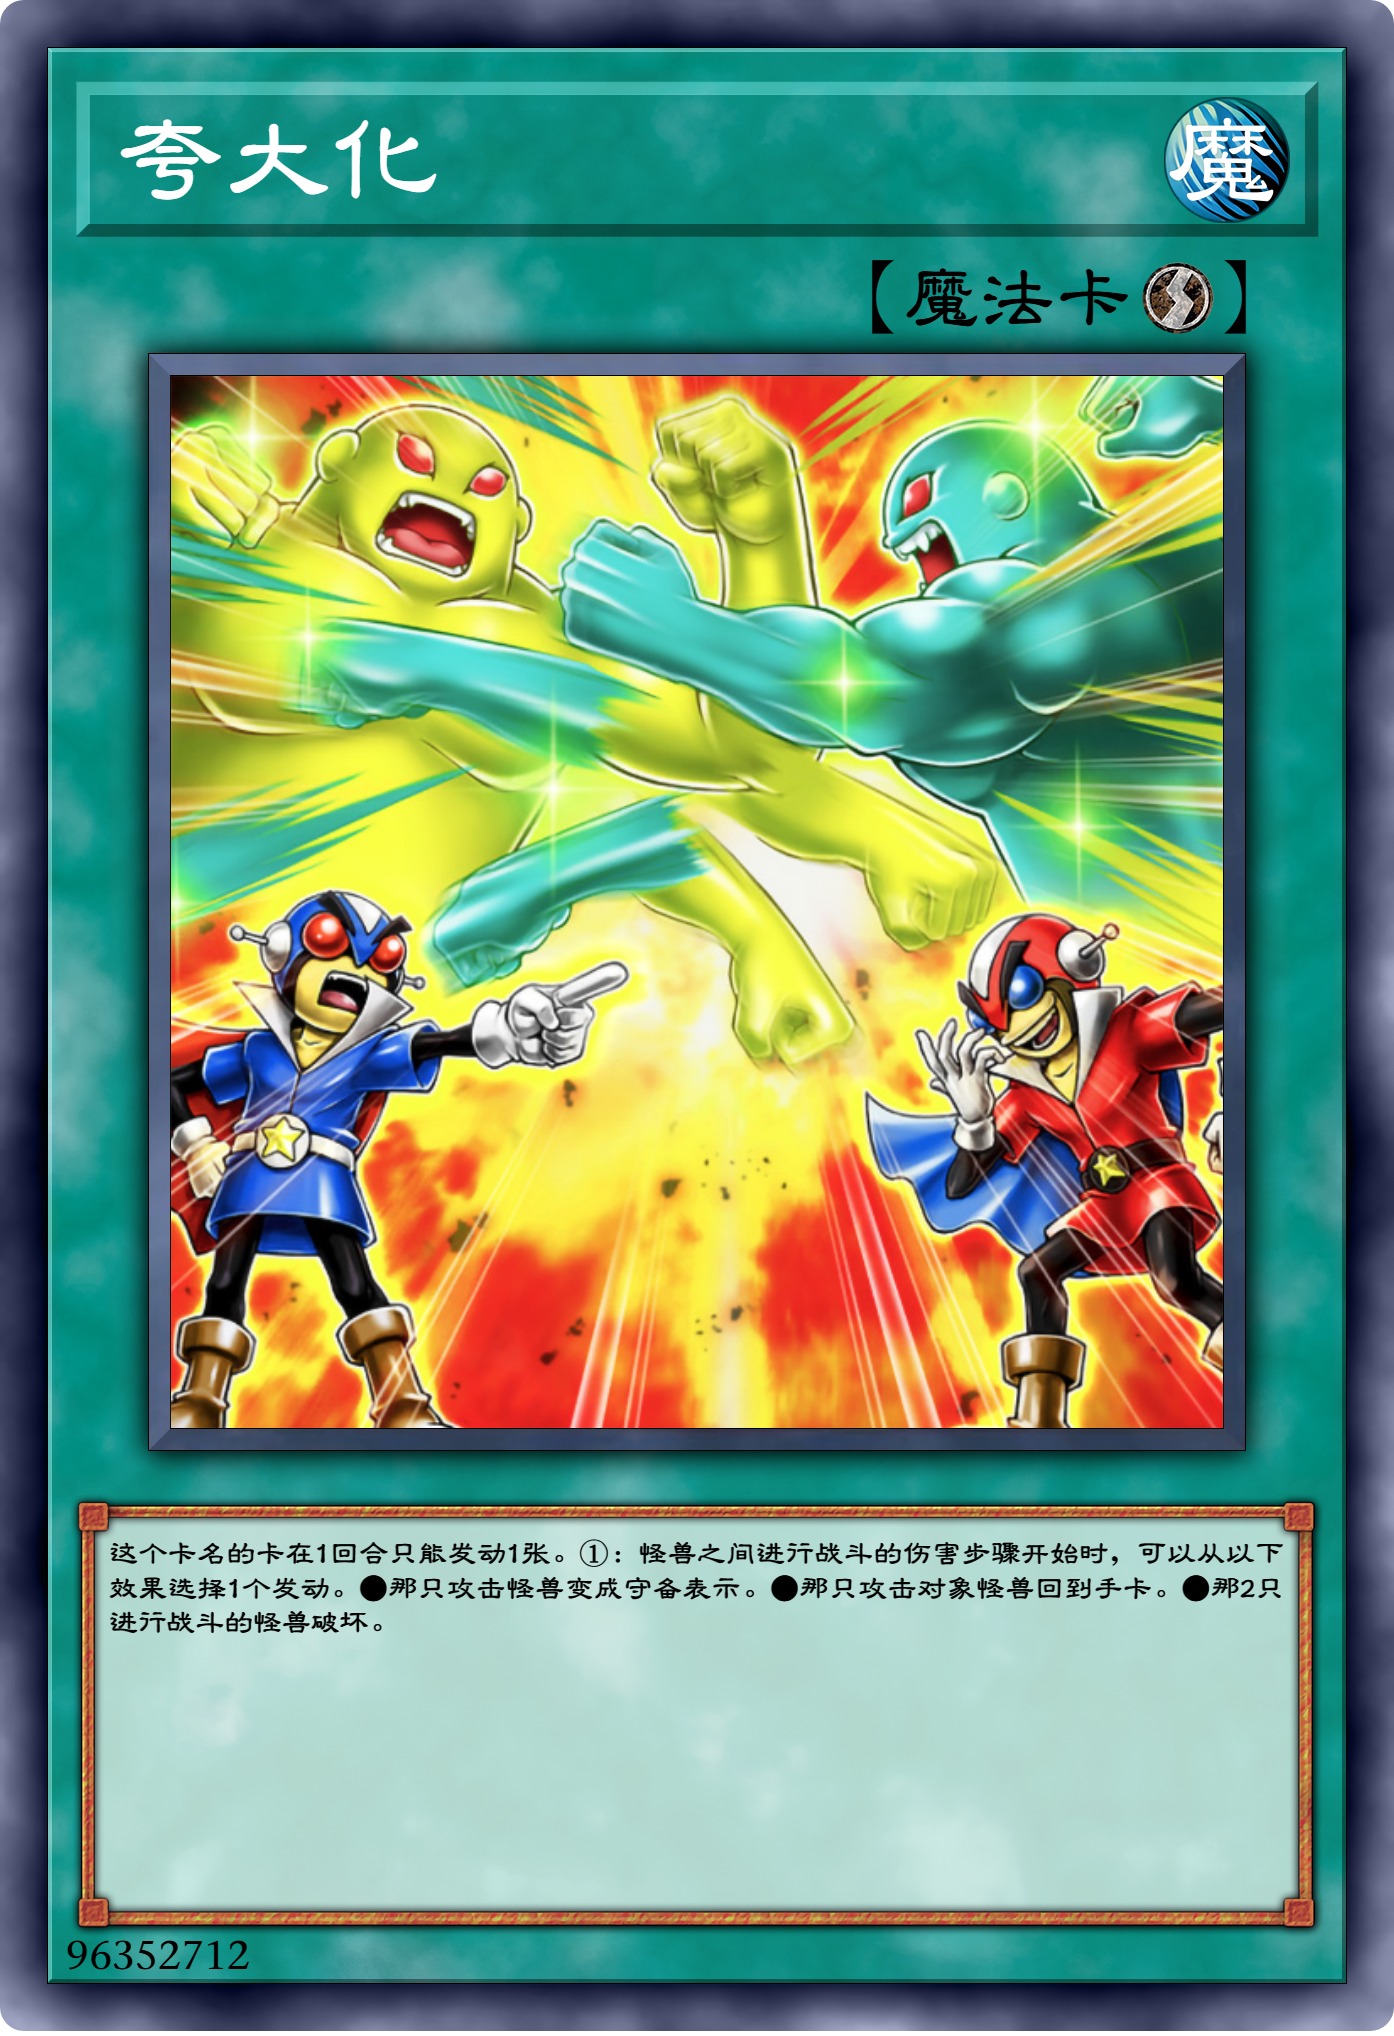 夸大化
魔
【魔法卡】
这个卡名的卡在1回合只能发动1张。①：怪兽之间进行战斗的伤害步骤开始时，可以从以下
效果选择1个发动。●那只攻击怪兽变成守备表示。●那只攻击对象怪兽回到手卡。●那2只
进行战斗的怪兽破坏。
96352712